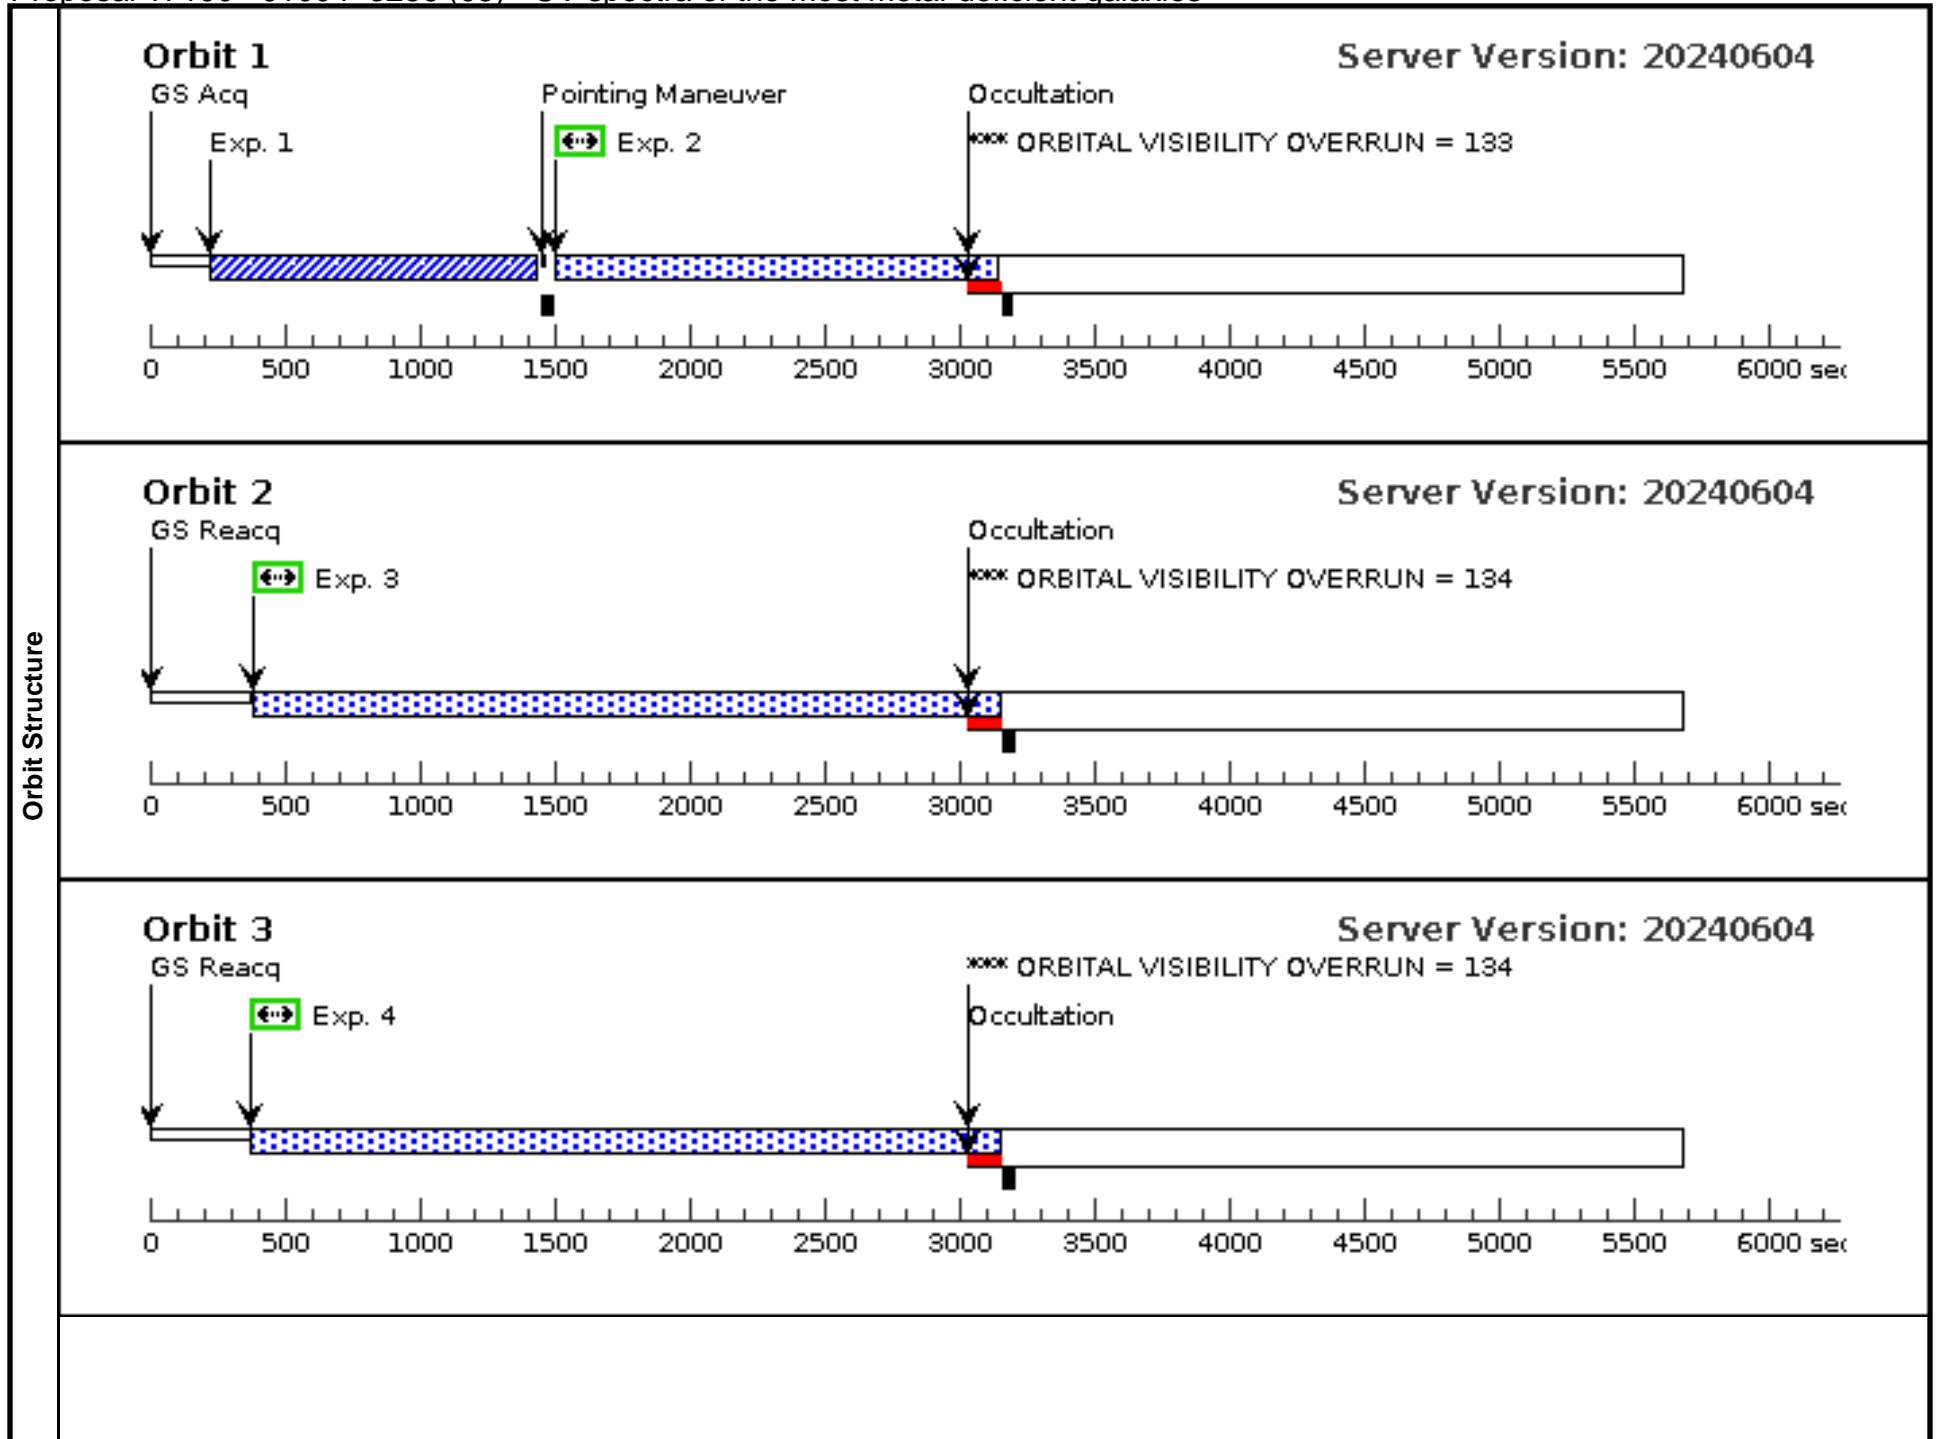 Orbit Structure
Orbit 1
Server Version: 20240604
GS Acq
Pointing Maneuver
Occultation
Exp. 1
Exp. 2
*** ORBITAL VISIBILITY OVERRUN = 133
0 500 1000 1500 2000 2500 3000 3500 4000 4500 5000 5500 6000 sec
Orbit 2
Server Version: 20240604
GS Reacq
Occultation
Exp. 3
*** ORBITAL VISIBILITY OVERRUN = 134
0 500 1000 1500 2000 2500 3000 3500 4000 4500 5000 5500 6000 sec
Orbit 3
Server Version: 20240604
GS Reacq
*** ORBITAL VISIBILITY OVERRUN = 134
Exp. 4
Occultation
0 500 1000 1500 2000 2500 3000 3500 4000 4500 5000 5500 6000 sec